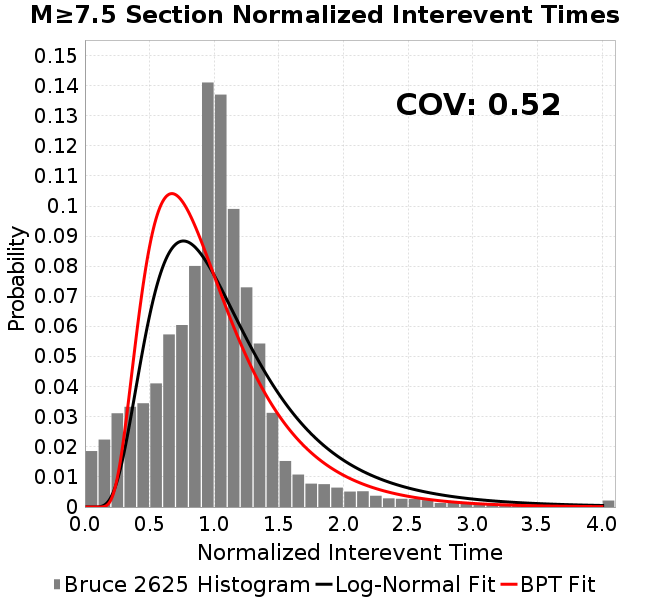 M≥7.5 Section Normalized Interevent Times
COV: 0.52
Probability
0.15
0.14
0.13
0.12
0.11
0.1
0.09
0.08
0.07
0.06
0.05
0.04
0.03
0.02
0.01
0
0.0 0.5 1.0 1.5 2.0 2.5 3.0 3.5 4.0
Normalized Interevent Time
Bruce 2625 Histogram Log-Normal Fit BPT Fit